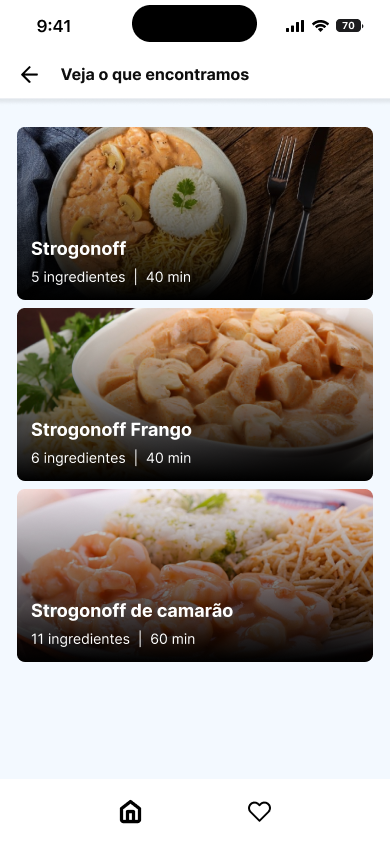 9:41
70
Veja o que encontramos
Strogonoff
5 ingredientes | 40 min
Strogonoff Frango
6 ingredientes | 40 min
Strogonoff de camarão
11 ingredientes | 60 min